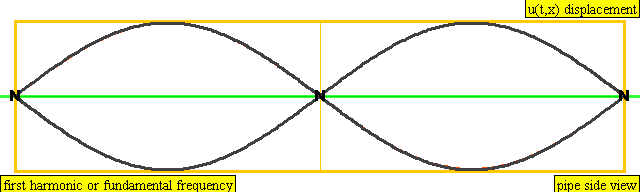 u(t,x) displacement
N N N
first harmonic or fundamental frequency
pipe side view